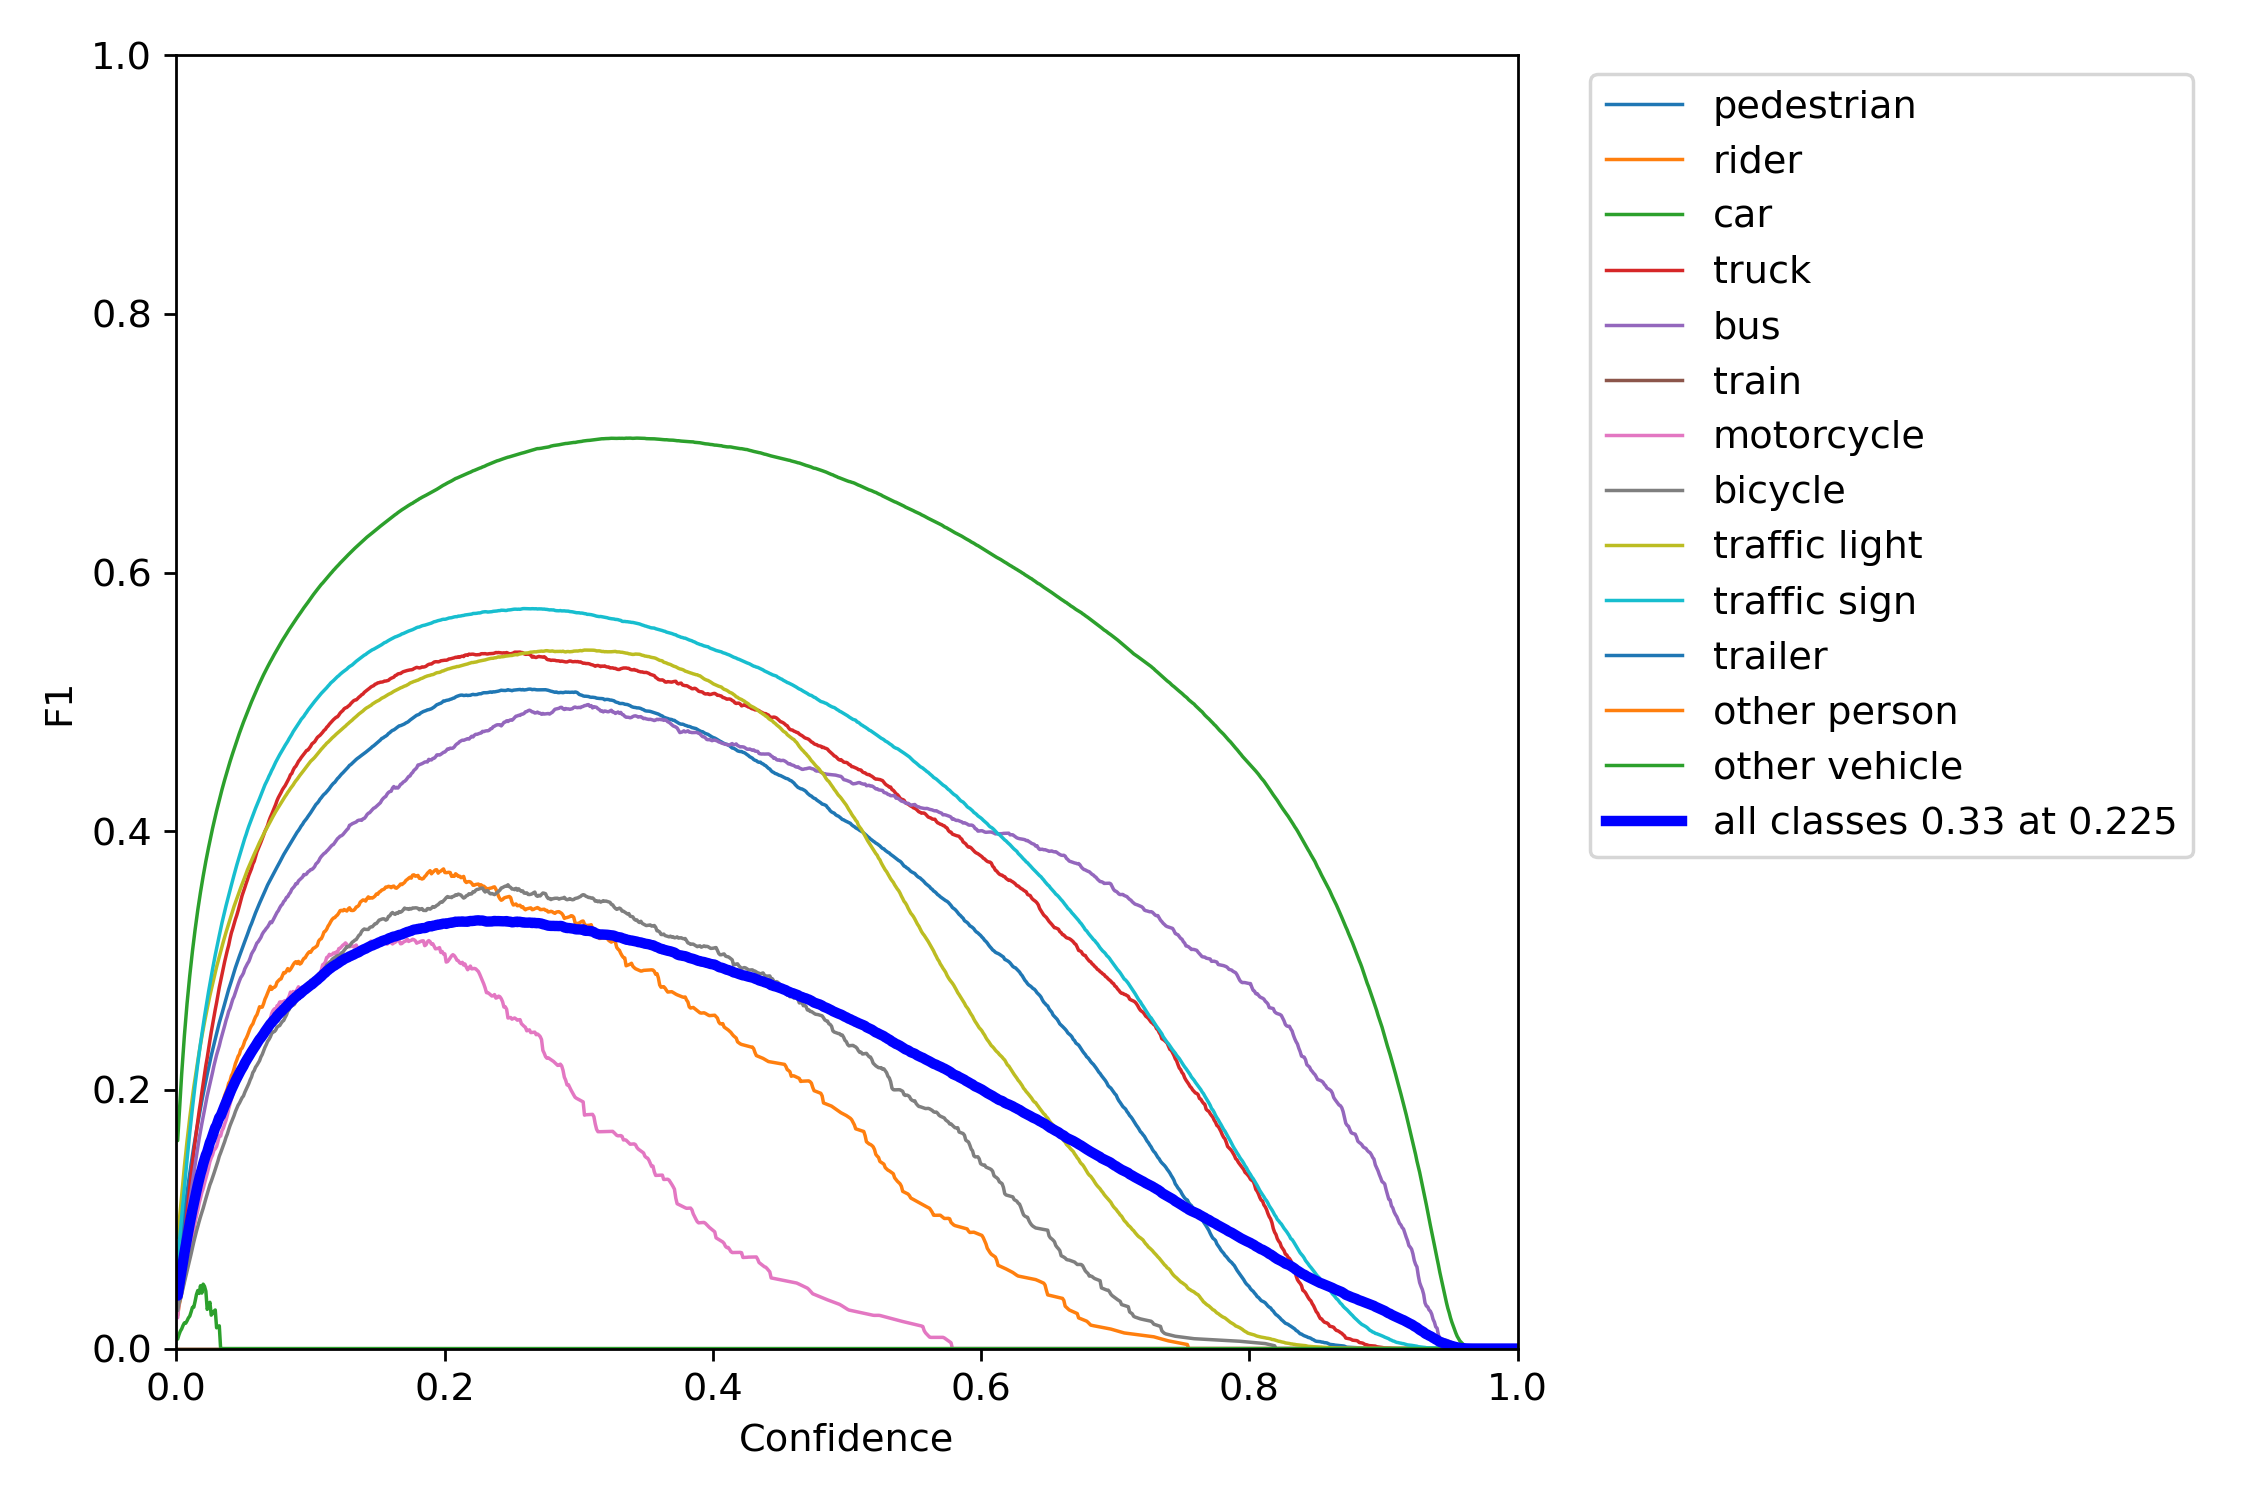 F1
1.0
0.8
0.6
0.4
0.2
0.0
0.0 0.2 0.4 0.6 0.8 1.0
Confidence
pedestrian
rider
car
truck
bus
train
motorcycle
bicycle
traffic light
traffic sign
trailer
other person
other vehicle
all classes 0.33 at 0.225